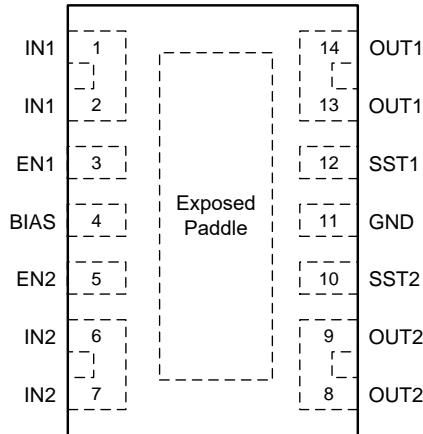 IN1 1 14 OUT1
IN1 2 13 OUT1
EN1 3 12 SST1
BIAS 4 11 GND
Exposed
Paddle
EN2 5 10 SST2
IN2 6 9 OUT2
IN2 7 8 OUT2